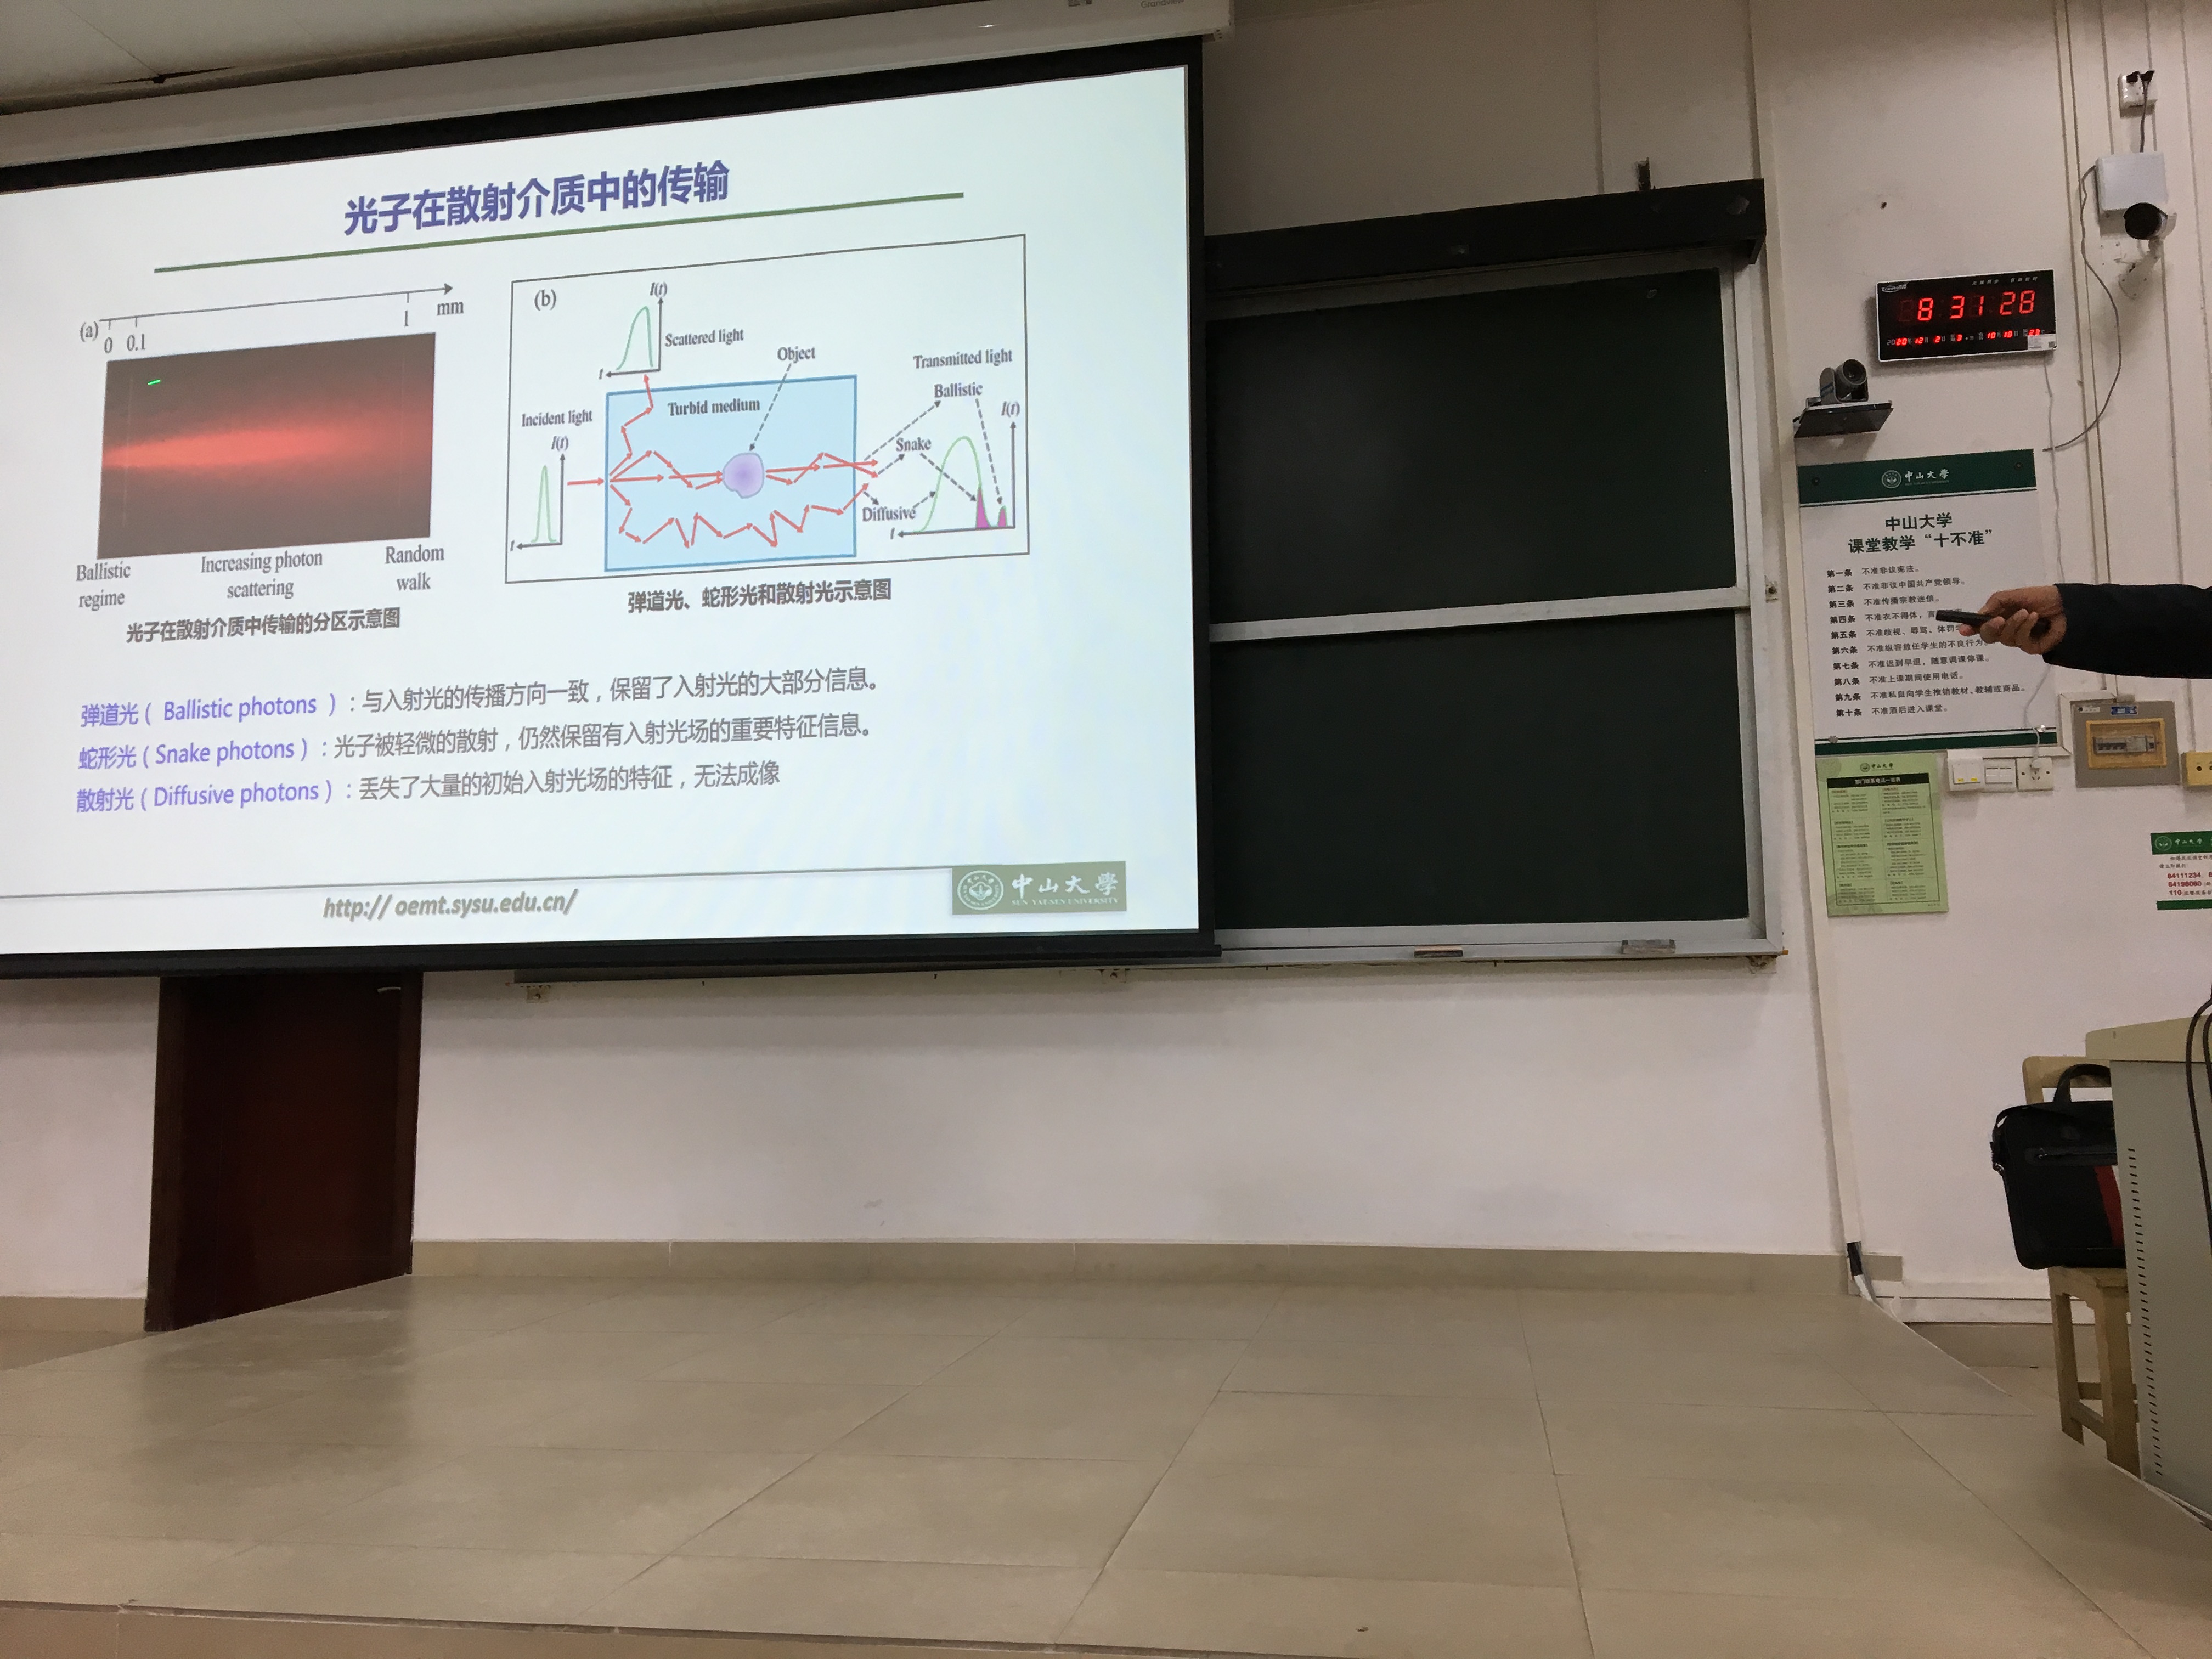 Grandview
光子在散射介质中的传输
(a)
0 0.1 1 mm
Ballistic regime
Increasing photon scattering
Random walk
光子在散射介质中传输的分区示意图
(b)
I(t)
Scattered light
t
Object
Transmitted light
Incident light
Turbid medium
Ballistic
I(t)
I(t)
Snake
Diffusive
t
t
弹道光、蛇形光和散射光示意图
弹道光（ Ballistic photons ）：与入射光的传播方向一致，保留了入射光的大部分信息。
蛇形光（Snake photons）：光子被轻微的散射，仍然保留有入射光场的重要特征信息。
散射光（Diffusive photons）：丢失了大量的初始入射光场的特征，无法成像
http:// oemt.sysu.edu.cn/
中山大學
SUN YAT-SEN UNIVERSITY
8 31 28
中山大學
中山大学
课堂教学“十不准”
第一条 不准非议宪法。
第二条 不准非议中国共产党领导。
第三条 不准传播宗教迷信。
第四条 不准衣不得体，言
第五条 不准歧视、辱骂、体罚学
第六条 不准纵容放任学生的不良行为。
第七条 不准迟到早退，随意调课停课。
第八条 不准上课期间使用电话。
第九条 不准私自向学生推销教材、教辅或商品。
第十条 不准酒后进入课堂。
中山大學
中山大學
84111234
84198060
110